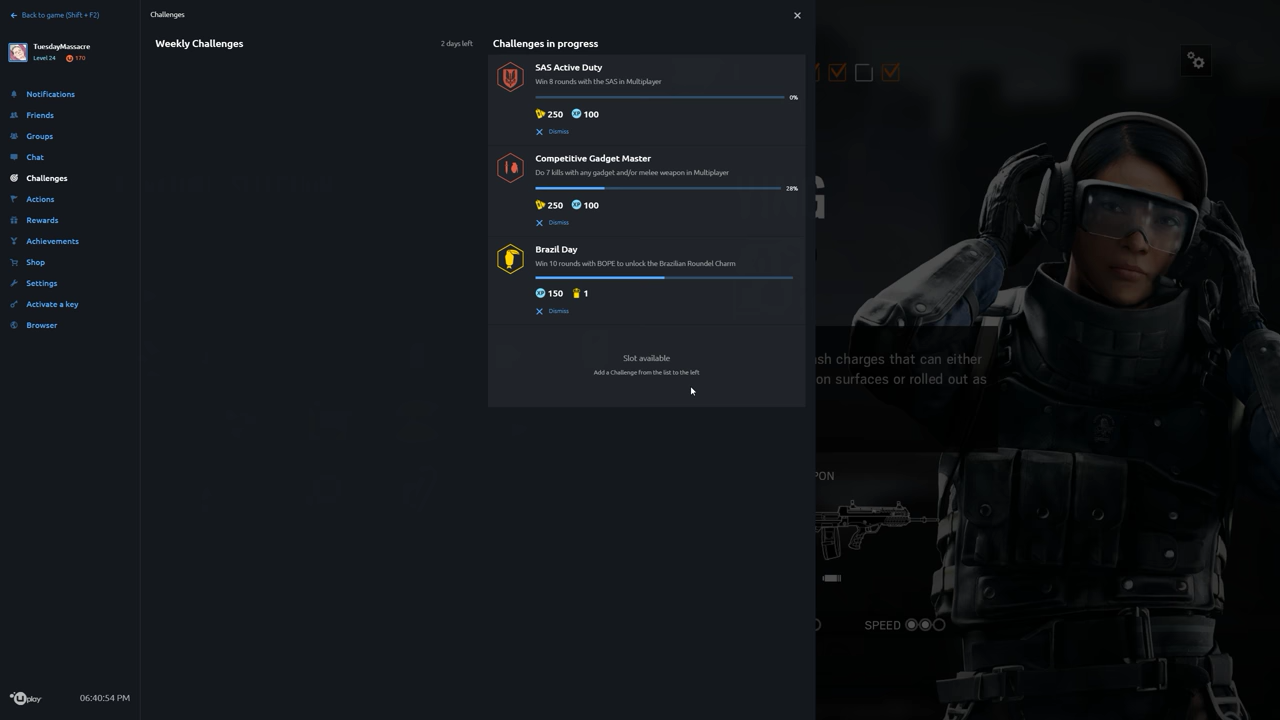 Back to game (Shift + F2)
TuesdayMassacre
Level 24 170
Notifications
Friends
Groups
Chat
Challenges
Actions
Rewards
Achievements
Shop
Settings
Activate a key
Browser
uplay
06:40:54 PM
Challenges
Weekly Challenges
2 days left
Challenges in progress
SAS Active Duty
Win 8 rounds with the SAS in Multiplayer
0%
250 XP 100
Dismiss
Competitive Gadget Master
Do 7 kills with any gadget and/or melee weapon in Multiplayer
28%
250 XP 100
Dismiss
Brazil Day
Win 10 rounds with BOPE to unlock the Brazilian Roundel Charm
XP 150 1
Dismiss
Slot available
Add a Challenge from the list to the left
G
sh charges that can either
on surfaces or rolled out as
PON
SPEED